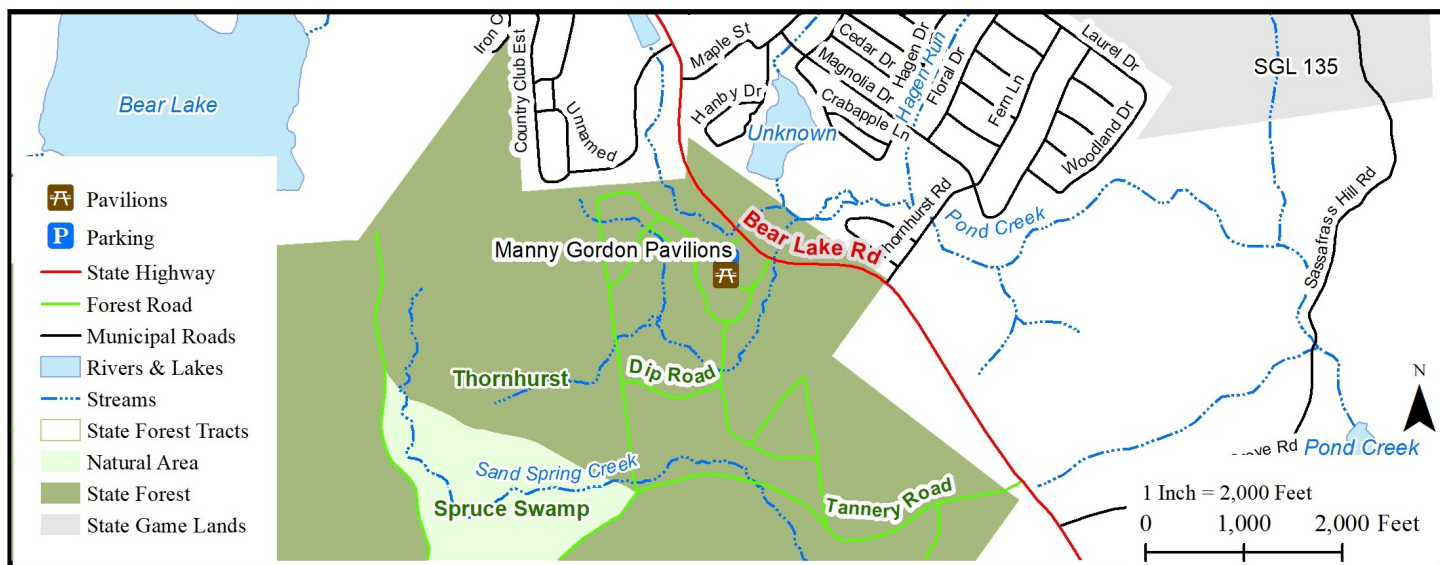 Iron C
Country Club Est
Unnamed
Maple St
Hanby Dr
Cedar Dr
Magnolia Dr
Crabapple Ln
Hagen Dr
Hagen Run
Floral Dr
Fern Ln
Laurel Dr
Woodland Dr
SGL 135
Bear Lake
Unknown
Thornhurst Rd
Pond Creek
Sassafrass Hill Rd
Bear Lake Rd
Manny Gordon Pavilions
Pavilions
Parking
State Highway
Forest Road
Municipal Roads
Rivers & Lakes
Streams
State Forest Tracts
Natural Area
State Forest
State Game Lands
Thornhurst
Dip Road
Sand Spring Creek
Spruce Swamp
Tannery Road
Rd
Pond Creek
N
1 Inch = 2,000 Feet
0 1,000 2,000 Feet
P